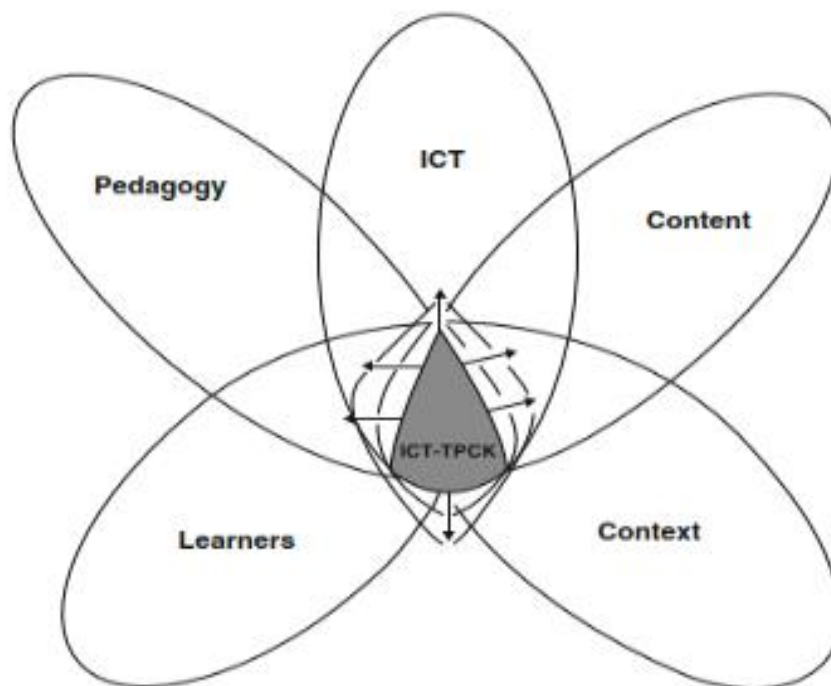 ICT
Pedagogy
Content
ICT-TPCK
Learners
Context